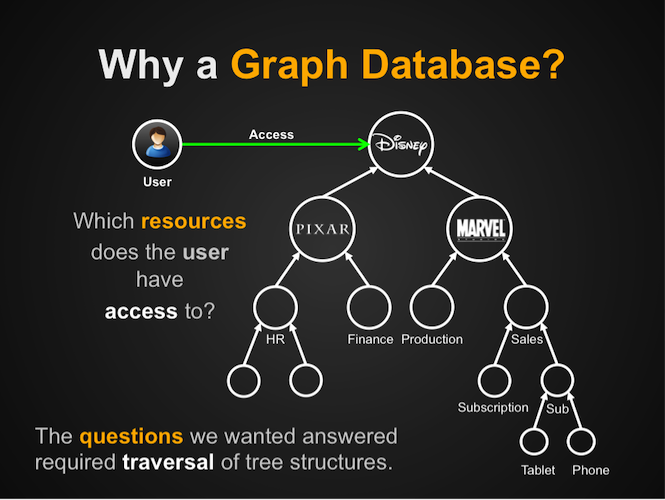 Why a Graph Database?
Access
DISNEY
User
Which resources
does the user
have
access to?
PIXAR
MARVEL
HR
Finance
Production
Sales
Subscription
Sub
Tablet
Phone
The questions we wanted answered
required traversal of tree structures.